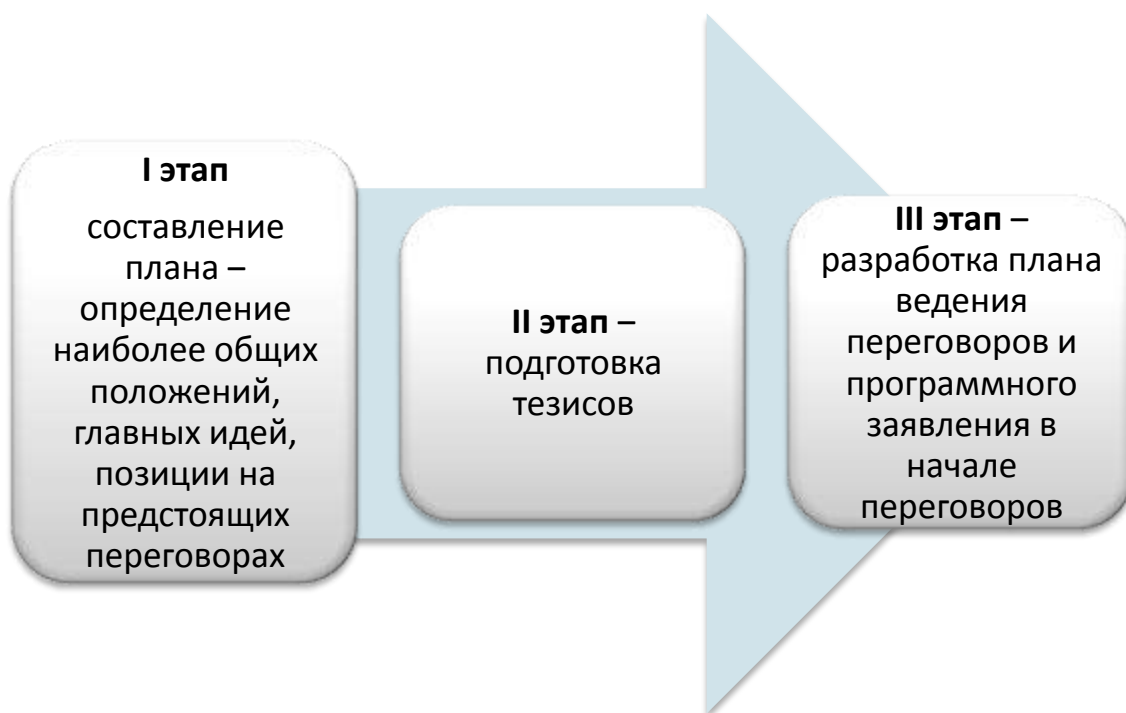 I этап
составление
плана –
определение
наиболее общих
положений,
главных идей,
позиции на
предстоящих
переговорах
II этап –
подготовка
тезисов
III этап –
разработка плана
ведения
переговоров и
программного
заявления в
начале
переговоров